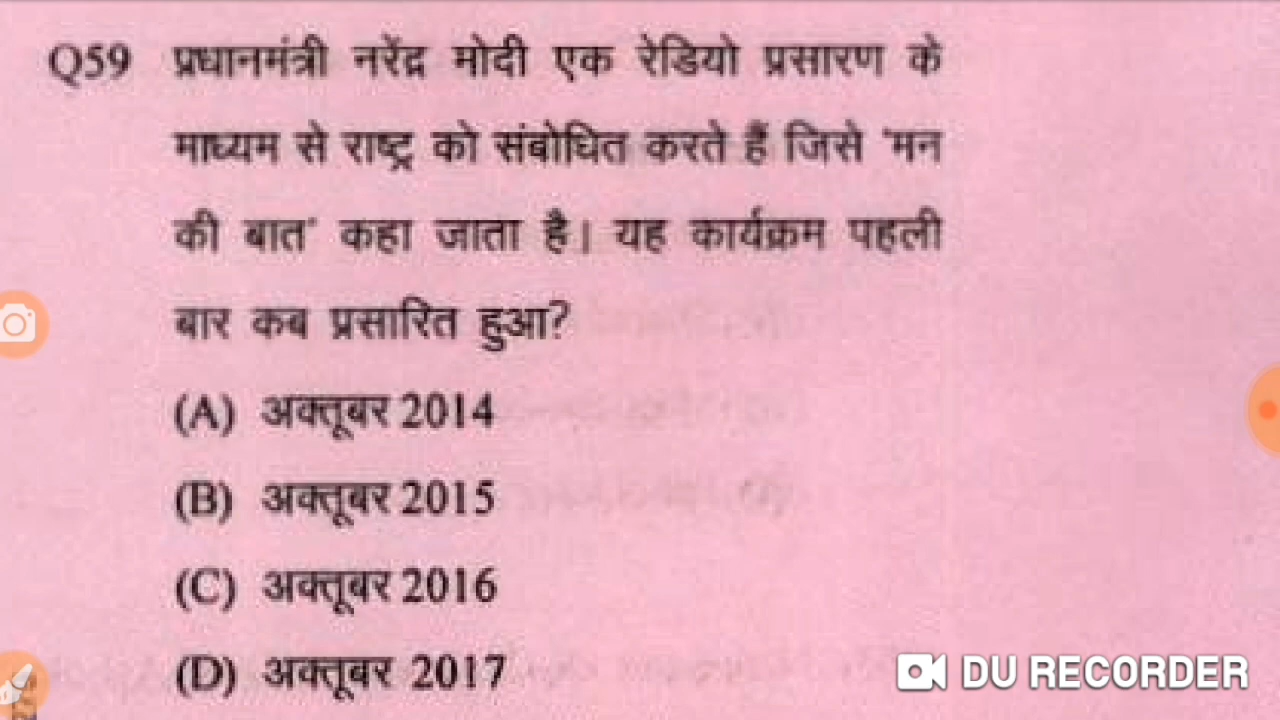 Q59 प्रधानमंत्री नरेंद्र मोदी एक रेडियो प्रसारण के
माध्यम से राष्ट्र को संबोधित करते हैं जिसे 'मन
की बात' कहा जाता है। यह कार्यक्रम पहली
बार कब प्रसारित हुआ?
(A) अक्तूबर 2014
(B) अक्तूबर 2015
(C) अक्तूबर 2016
(D) अक्तूबर 2017
DU RECORDER